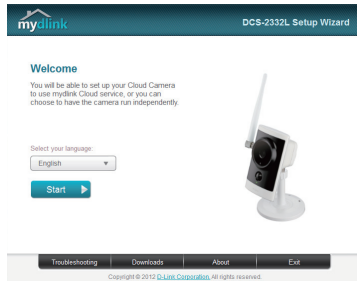 mydlink
DCS-2332L Setup Wizard
Welcome
You will be able to set up your Cloud Camera
to use mydlink Cloud service, or you can
choose to have the camera run independently.
Select your language:
English
Start
Troubleshooting Downloads About Exit
Copyright © 2012 D-Link Corporation. All rights reserved.